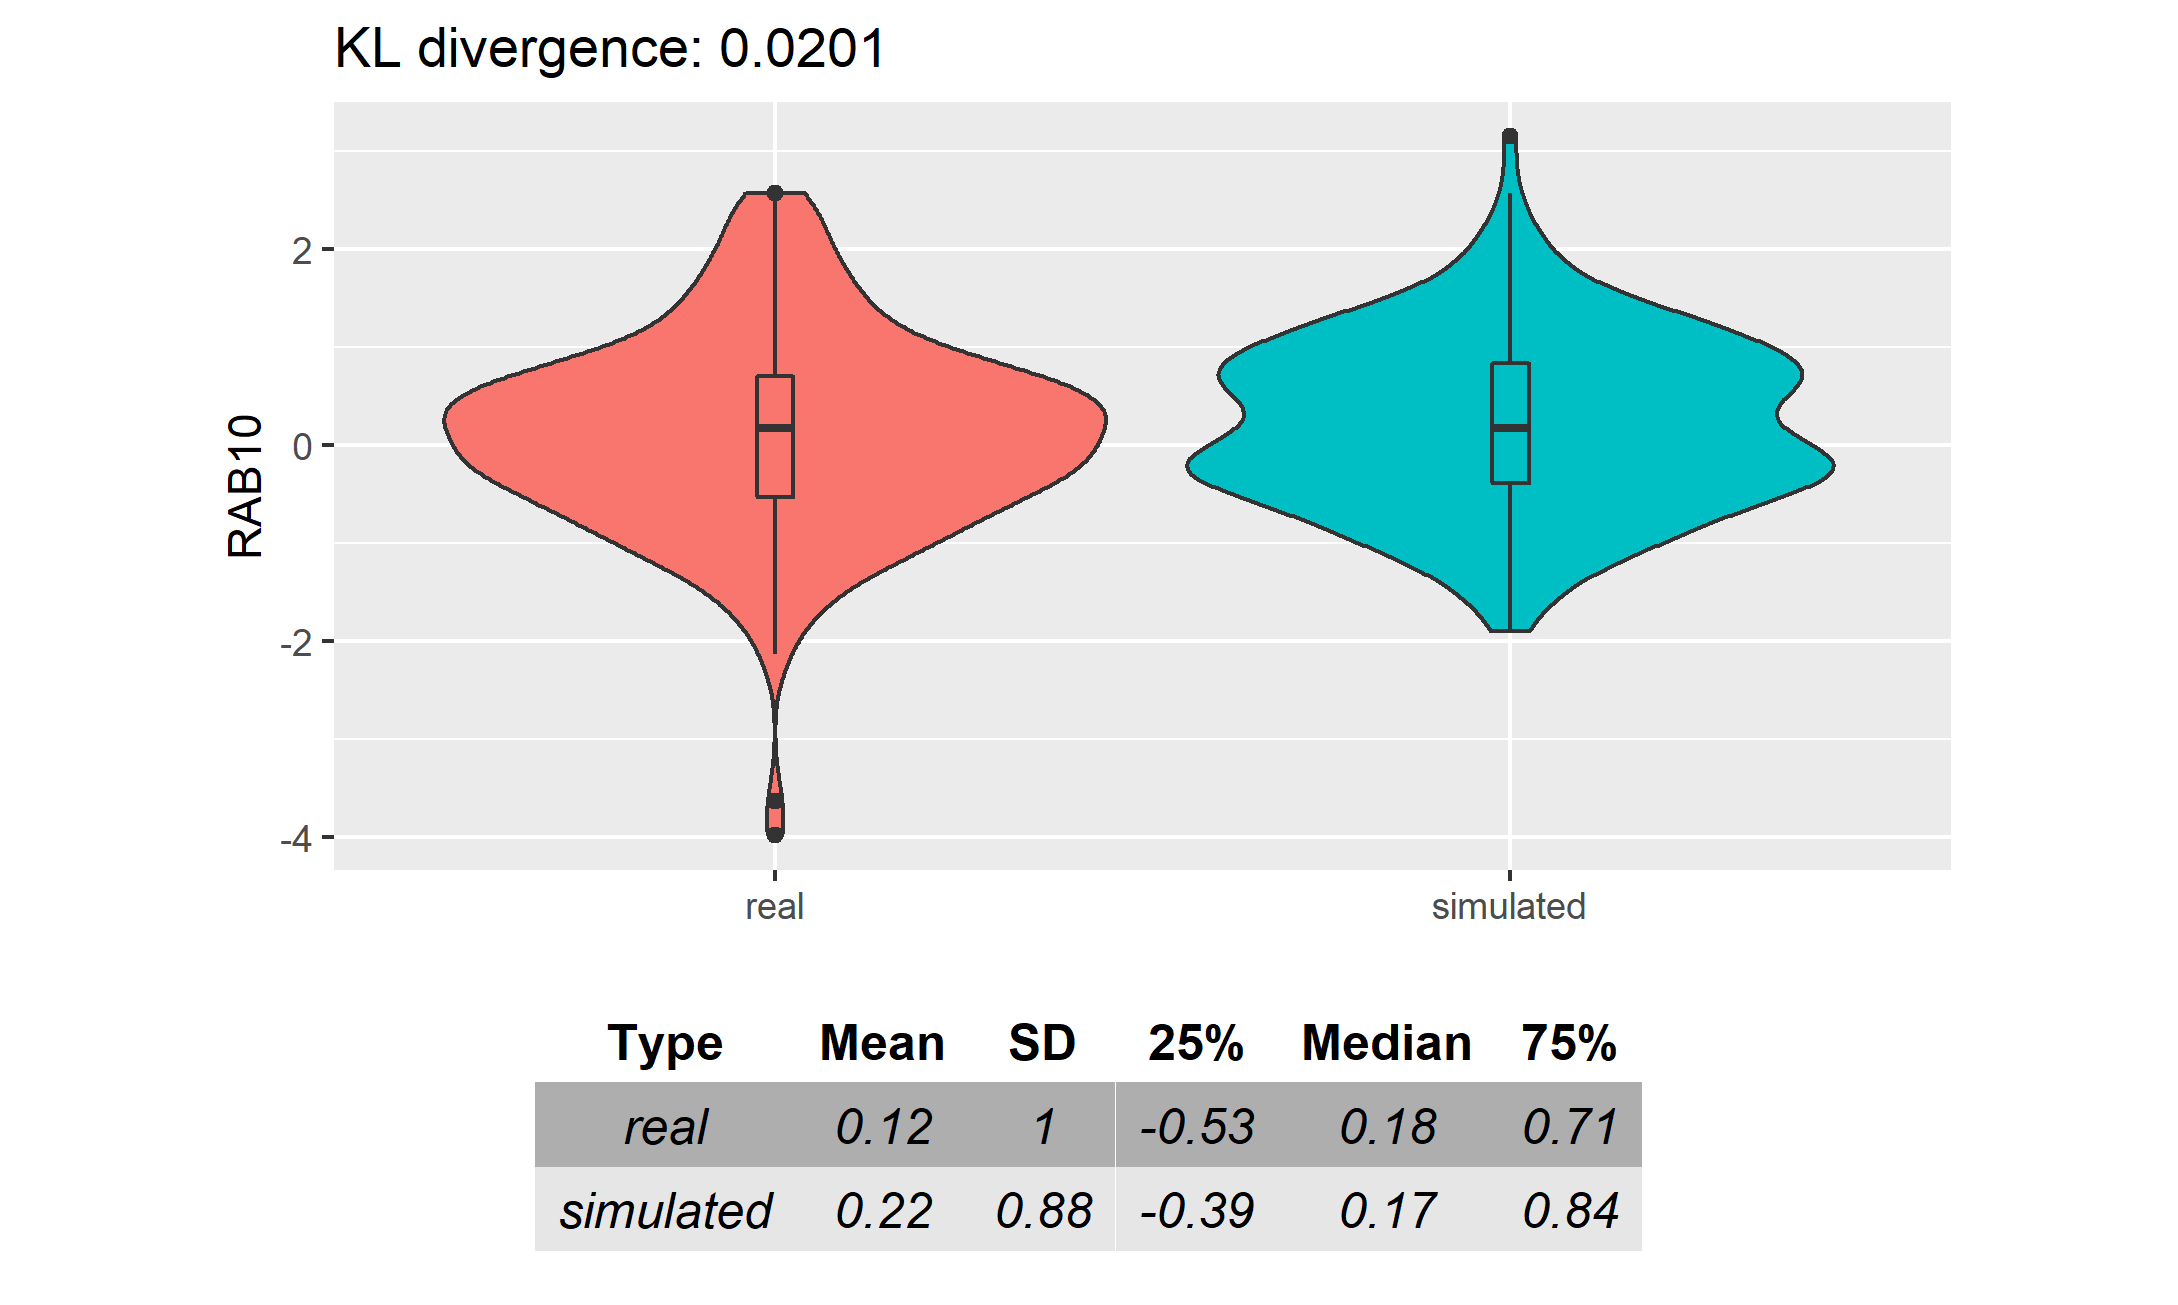 KL divergence: 0.0201
RAB10
2
0
-2
-4
real simulated
Type Mean SD 25% Median 75%
real 0.12 1 -0.53 0.18 0.71
simulated 0.22 0.88 -0.39 0.17 0.84